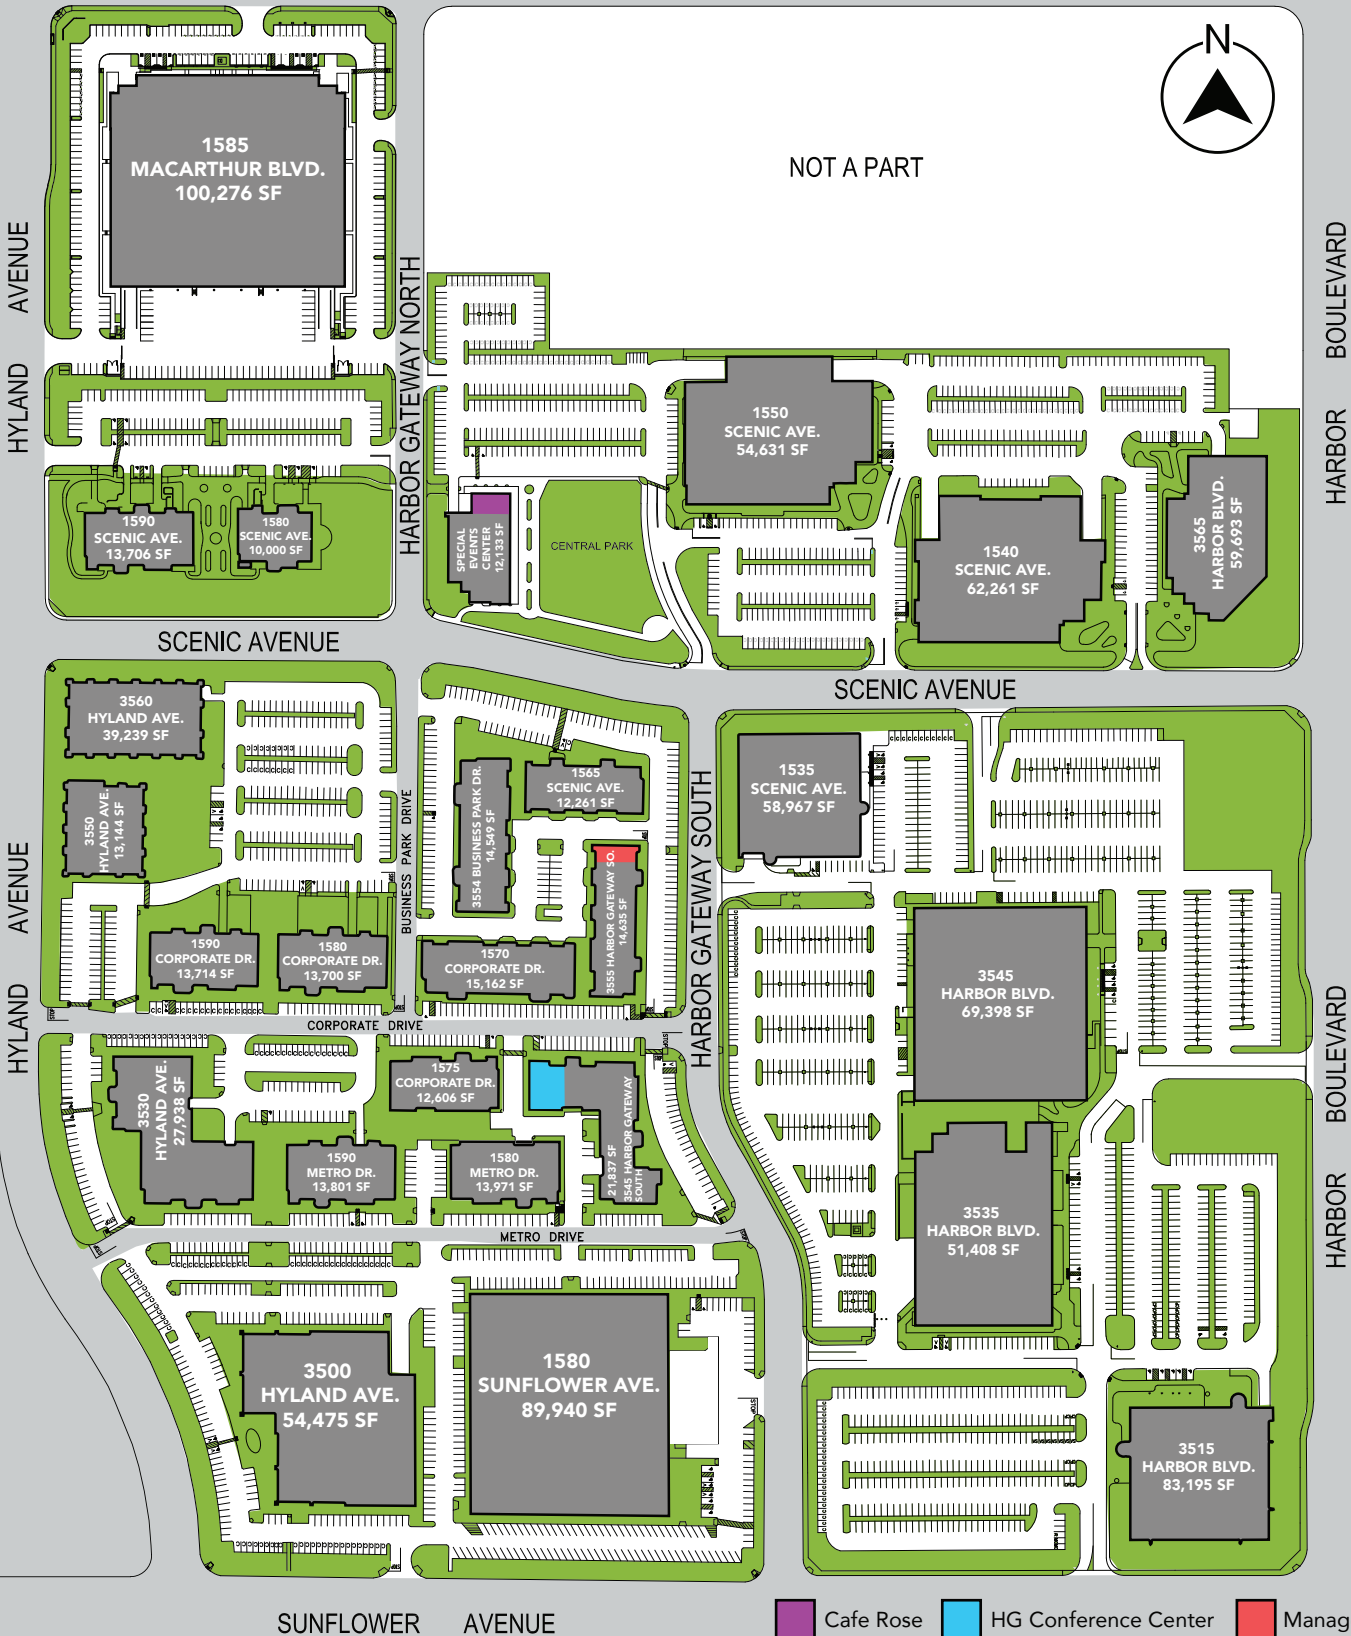 N
NOT A PART
1585
MACARTHUR BLVD.
100,276 SF
HYLAND AVENUE
HARBOR GATEWAY NORTH
HARBOR BOULEVARD
1550
SCENIC AVE.
54,631 SF
1590
SCENIC AVE.
13,706 SF
1580
SCENIC AVE.
10,000 SF
SPECIAL
EVENTS
CENTER
12,133 SF
CENTRAL PARK
1540
SCENIC AVE.
62,261 SF
3565
HARBOR BLVD.
59,693 SF
SCENIC AVENUE
SCENIC AVENUE
3560
HYLAND AVE.
39,239 SF
3550
HYLAND AVE.
13,144 SF
BUSINESS PARK DRIVE
3554 BUSINESS PARK DR.
14,549 SF
1565
SCENIC AVE.
12,261 SF
3555 HARBOR GATEWAY SO.
14,635 SF
HARBOR GATEWAY SOUTH
1535
SCENIC AVE.
58,967 SF
1590
CORPORATE DR.
13,714 SF
1580
CORPORATE DR.
13,700 SF
1570
CORPORATE DR.
15,162 SF
3545
HARBOR BLVD.
69,398 SF
HYLAND AVENUE
HARBOR BOULEVARD
CORPORATE DRIVE
3530
HYLAND AVE.
27,938 SF
1575
CORPORATE DR.
12,606 SF
21,837 SF
3545 HARBOR GATEWAY
SOUTH
1590
METRO DR.
13,801 SF
1580
METRO DR.
13,971 SF
3535
HARBOR BLVD.
51,408 SF
METRO DRIVE
3500
HYLAND AVE.
54,475 SF
1580
SUNFLOWER AVE.
89,940 SF
3515
HARBOR BLVD.
83,195 SF
STOP
SUNFLOWER AVENUE
Cafe Rose
HG Conference Center
Manag